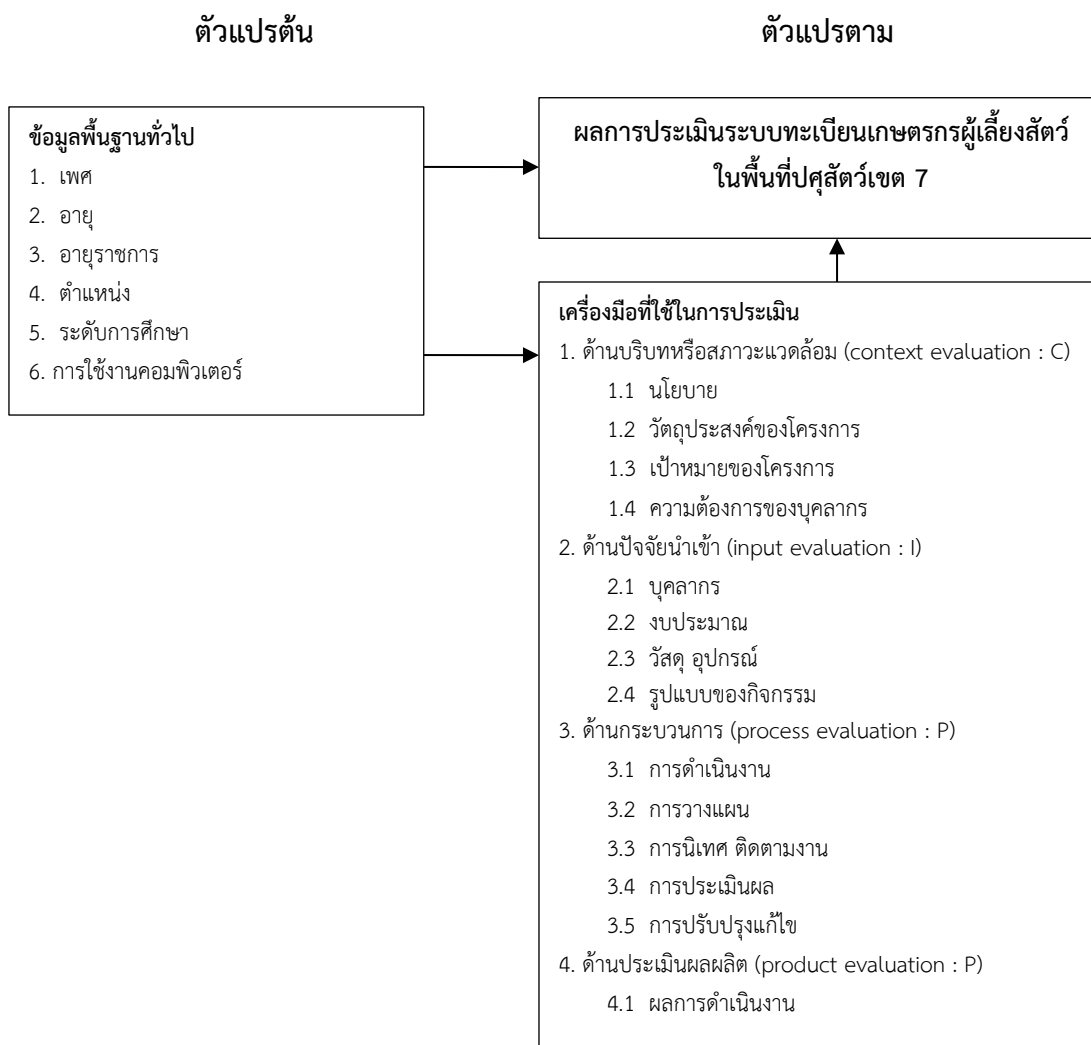 ตัวแปรต้น
ตัวแปรตาม
ข้อมูลพื้นฐานทั่วไป
1. เพศ
2. อายุ
3. อายุราชการ
4. ตำแหน่ง
5. ระดับการศึกษา
6. การใช้งานคอมพิวเตอร์
ผลการประเมินระบบทะเบียนเกษตรกรผู้เลี้ยงสัตว์
ในพื้นที่ปศุสัตว์เขต 7
เครื่องมือที่ใช้ในการประเมิน
1. ด้านบริบทหรือสภาวะแวดล้อม (context evaluation : C)
1.1 นโยบาย
1.2 วัตถุประสงค์ของโครงการ
1.3 เป้าหมายของโครงการ
1.4 ความต้องการของบุคลากร
2. ด้านปัจจัยนำเข้า (input evaluation : I)
2.1 บุคลากร
2.2 งบประมาณ
2.3 วัสดุ อุปกรณ์
2.4 รูปแบบของกิจกรรม
3. ด้านกระบวนการ (process evaluation : P)
3.1 การดำเนินงาน
3.2 การวางแผน
3.3 การนิเทศ ติดตามงาน
3.4 การประเมินผล
3.5 การปรับปรุงแก้ไข
4. ด้านประเมินผลผลิต (product evaluation : P)
4.1 ผลการดำเนินงาน